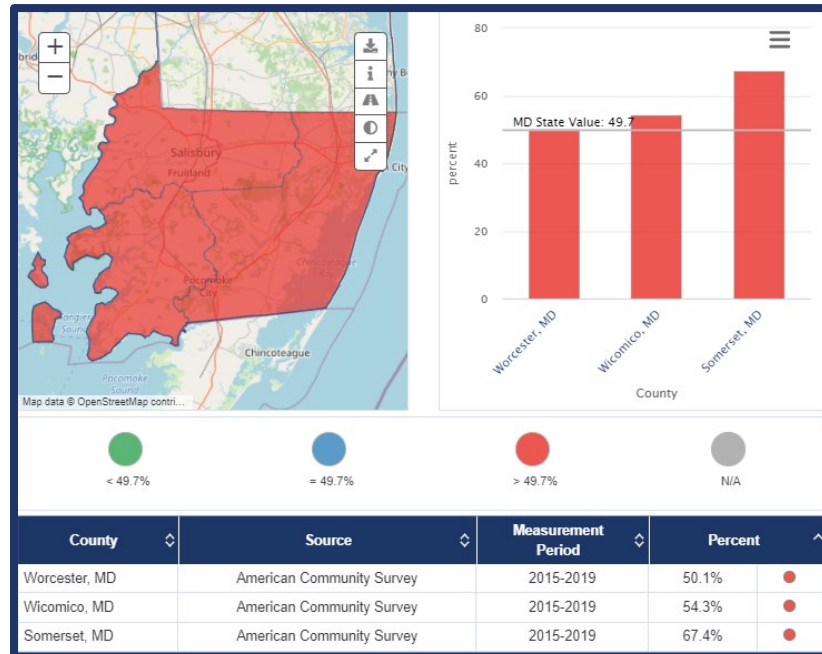 +
−
Salisbury
Fruitland
Pocomoke
City
Chincoteague
Pocomoke
Sound
Map data © OpenStreetMap contri...
80
60
40
20
0
percent
MD State Value: 49.7
Worcester, MD
Wicomico, MD
Somerset, MD
County
< 49.7%
= 49.7%
> 49.7%
N/A
County Source Measurement Period Percent
Worcester, MD American Community Survey 2015-2019 50.1%
Wicomico, MD American Community Survey 2015-2019 54.3%
Somerset, MD American Community Survey 2015-2019 67.4%